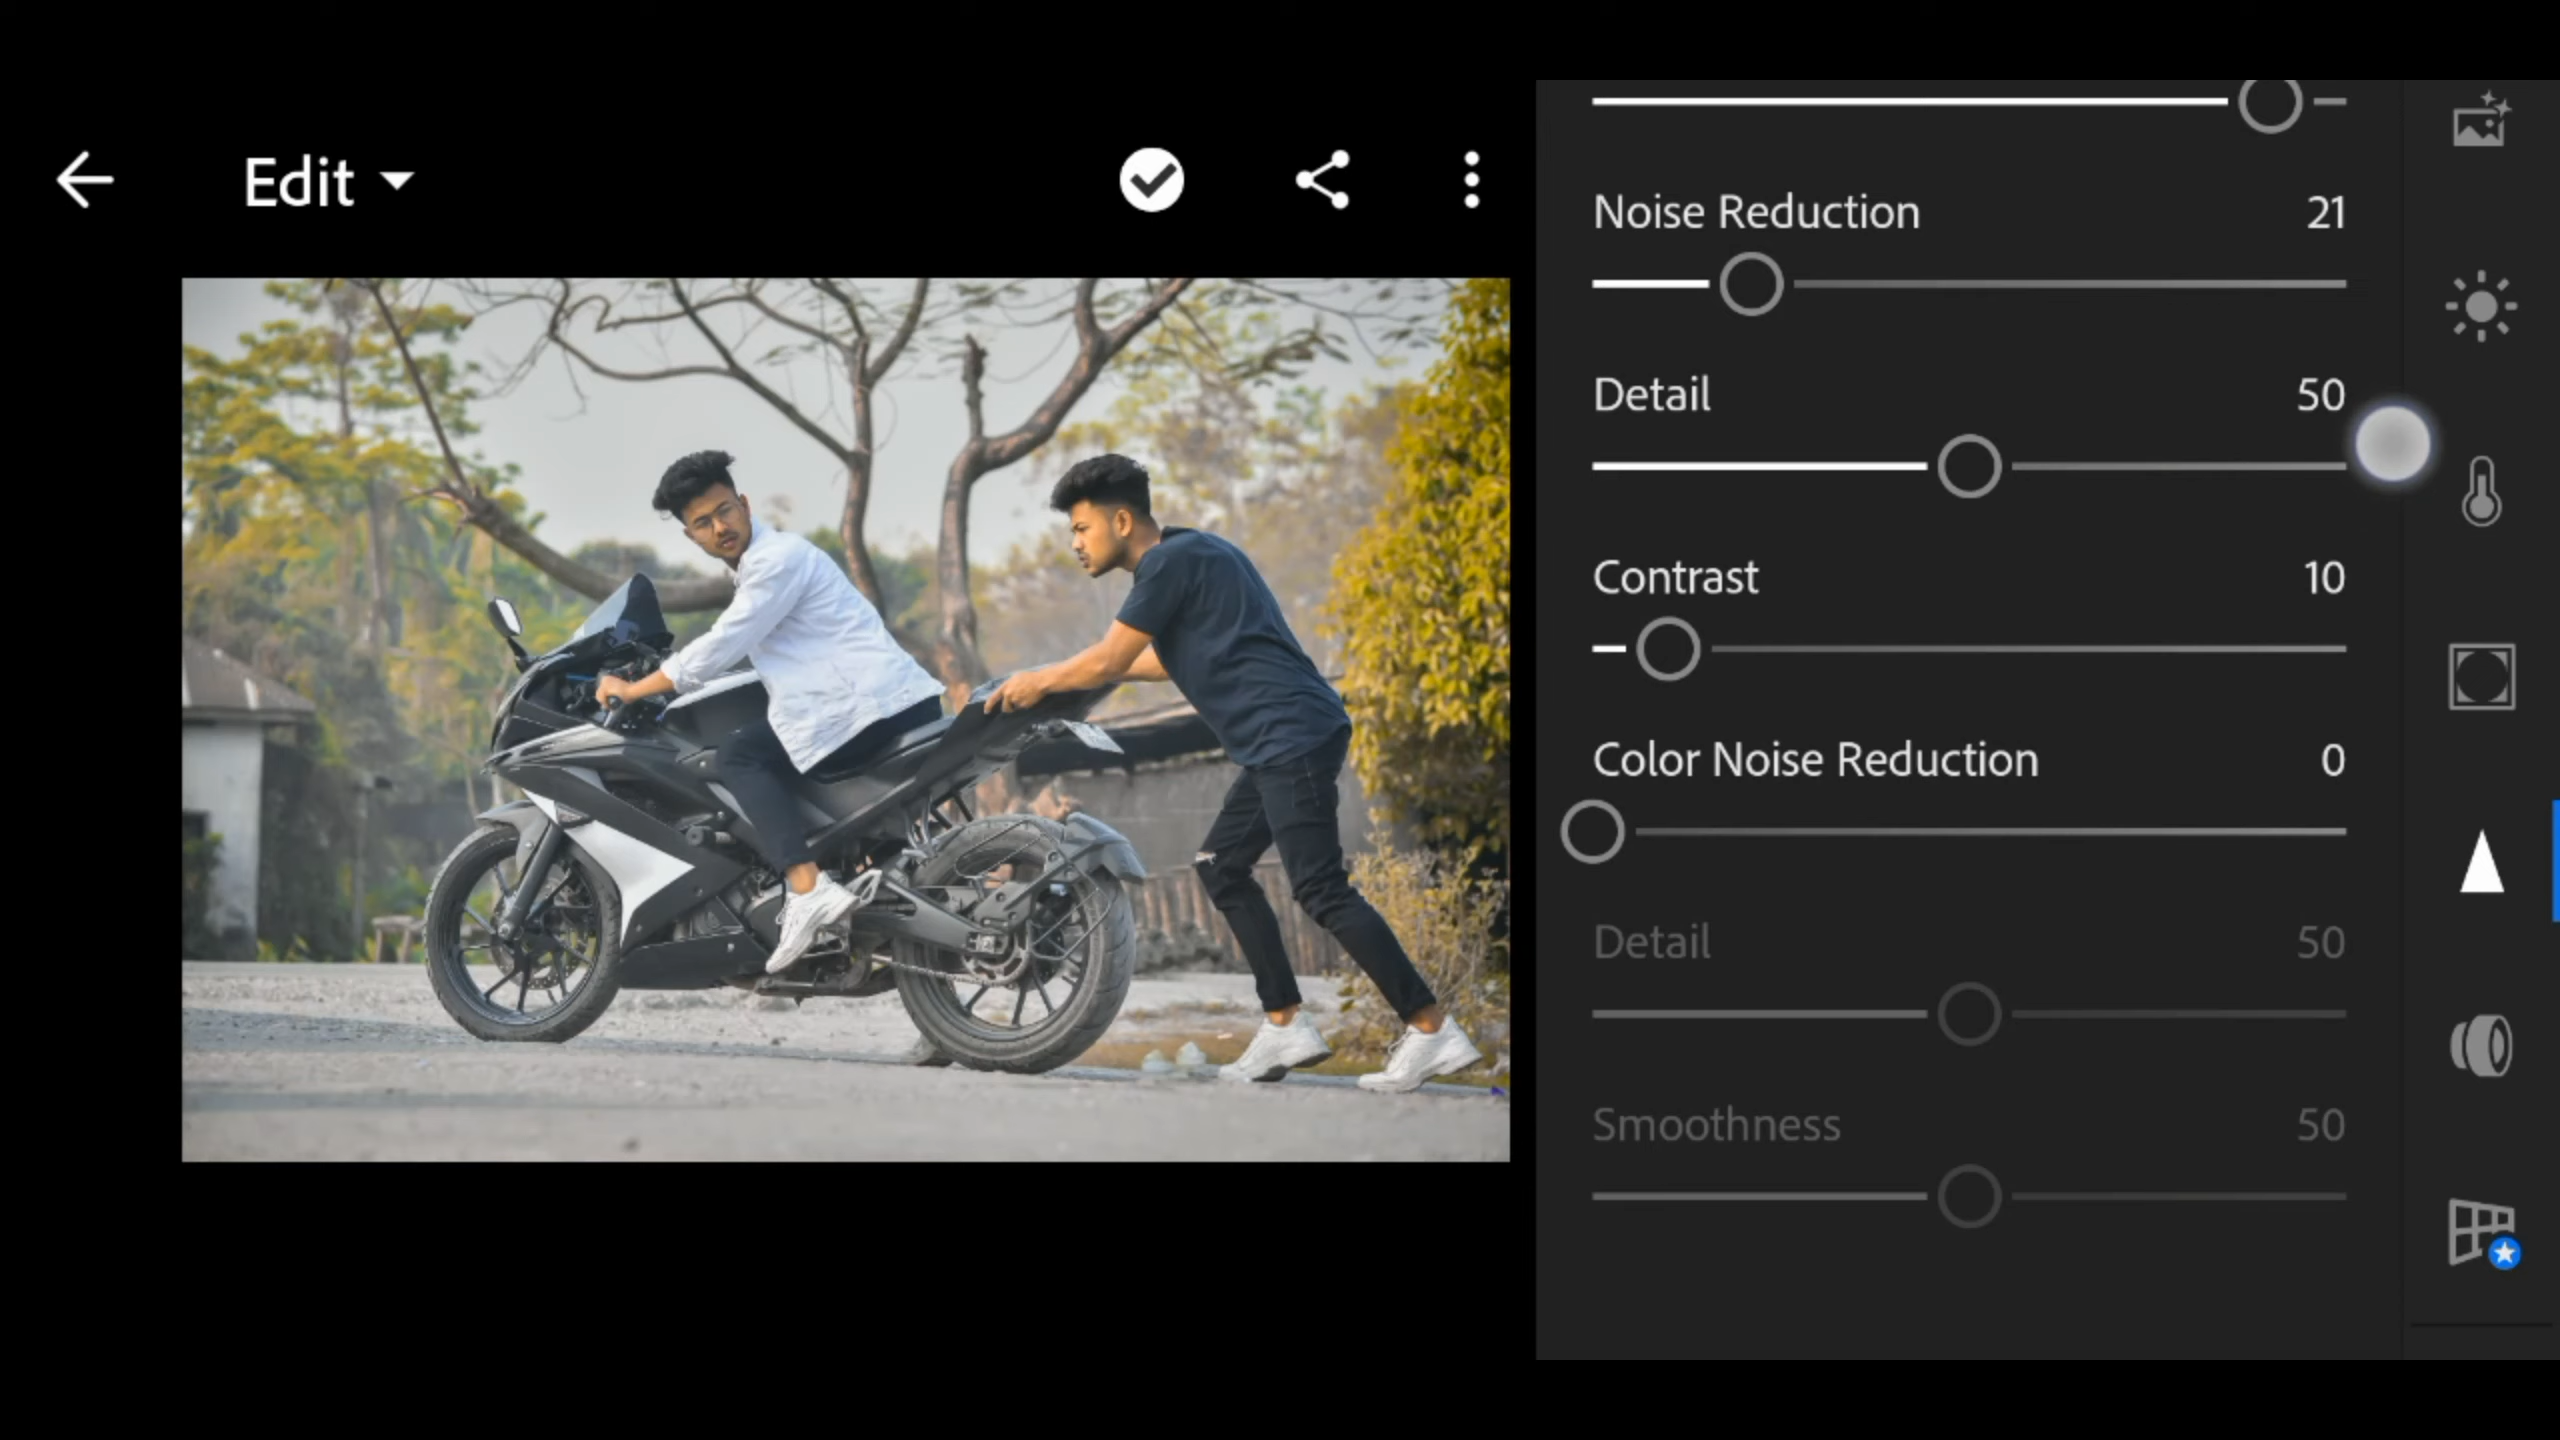 Edit
Noise Reduction 21
Detail 50
Contrast 10
Color Noise Reduction 0
Detail 50
Smoothness 50